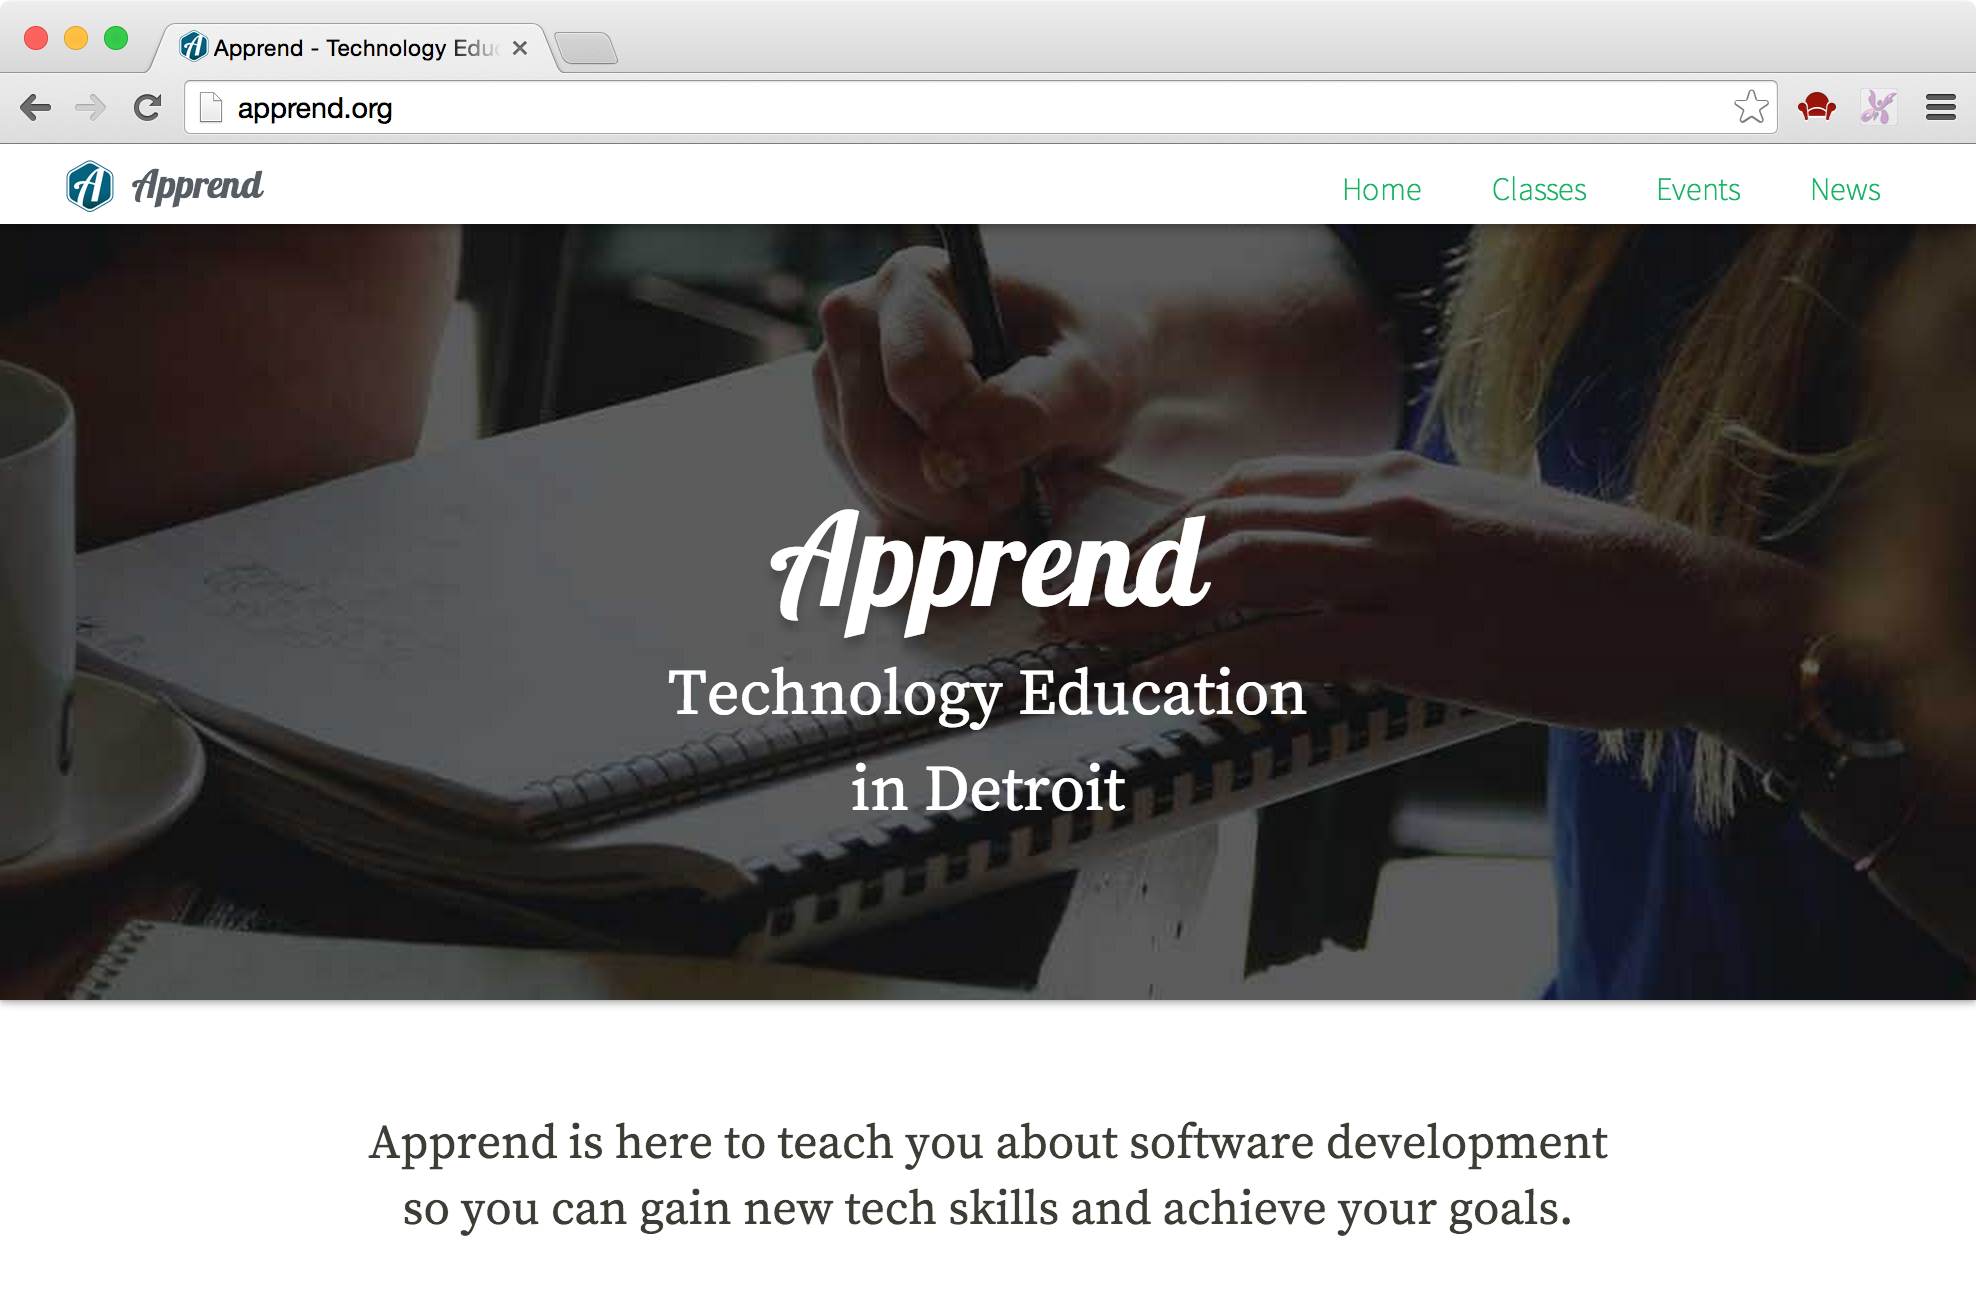 Apprend - Technology Edu
apprend.org
Apprend
Home Classes Events News
Apprend
Technology Education
in Detroit
Apprend is here to teach you about software development
so you can gain new tech skills and achieve your goals.